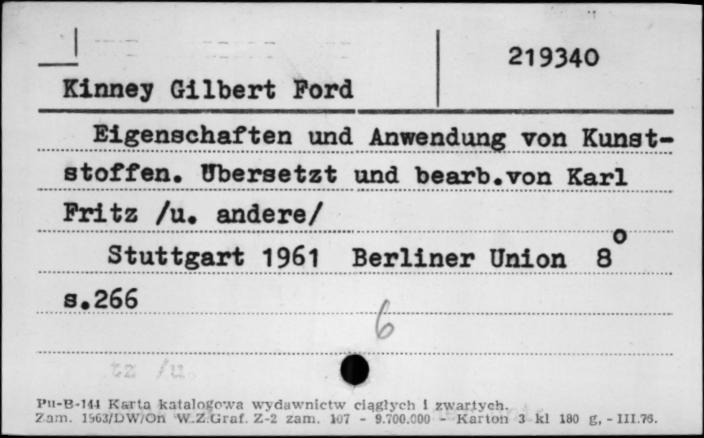 219340
Kinney Gilbert Ford
Eigenschaften und Anwendung von Kunst-
stoffen. Übersetzt und bearb.von Karl
Fritz /u. andere/
Stuttgart 1961 Berliner Union 8°
s.266
6
tz /u.
Pu-B-144 Karta katalogowa wydawnictw ciągłych i zwartych.
Zam. 1563/DW/On W.Z.Graf. Z-2 zam. 107 - 9.700.000 - Karton 3 kl 180 g, - III.76.